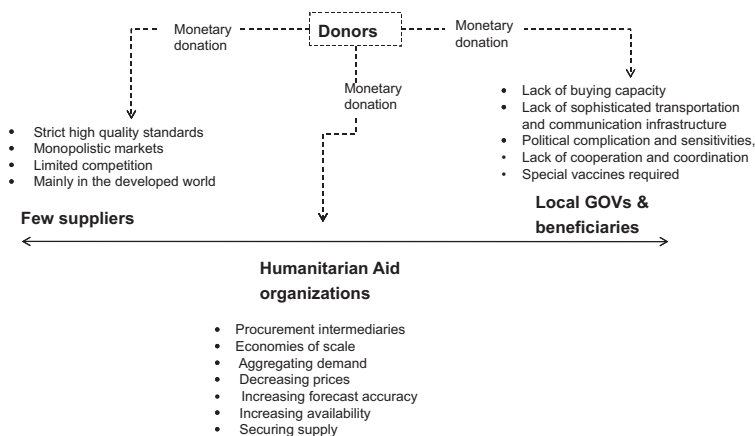 Donors
Monetary
donation
Monetary
donation
Monetary
donation
• Strict high quality standards
• Monopolistic markets
• Limited competition
• Mainly in the developed world
Few suppliers
• Lack of buying capacity
• Lack of sophisticated transportation
and communication infrastructure
• Political complication and sensitivities,
• Lack of cooperation and coordination
• Special vaccines required
Local GOVs &
beneficiaries
Humanitarian Aid
organizations
• Procurement intermediaries
• Economies of scale
• Aggregating demand
• Decreasing prices
• Increasing forecast accuracy
• Increasing availability
• Securing supply